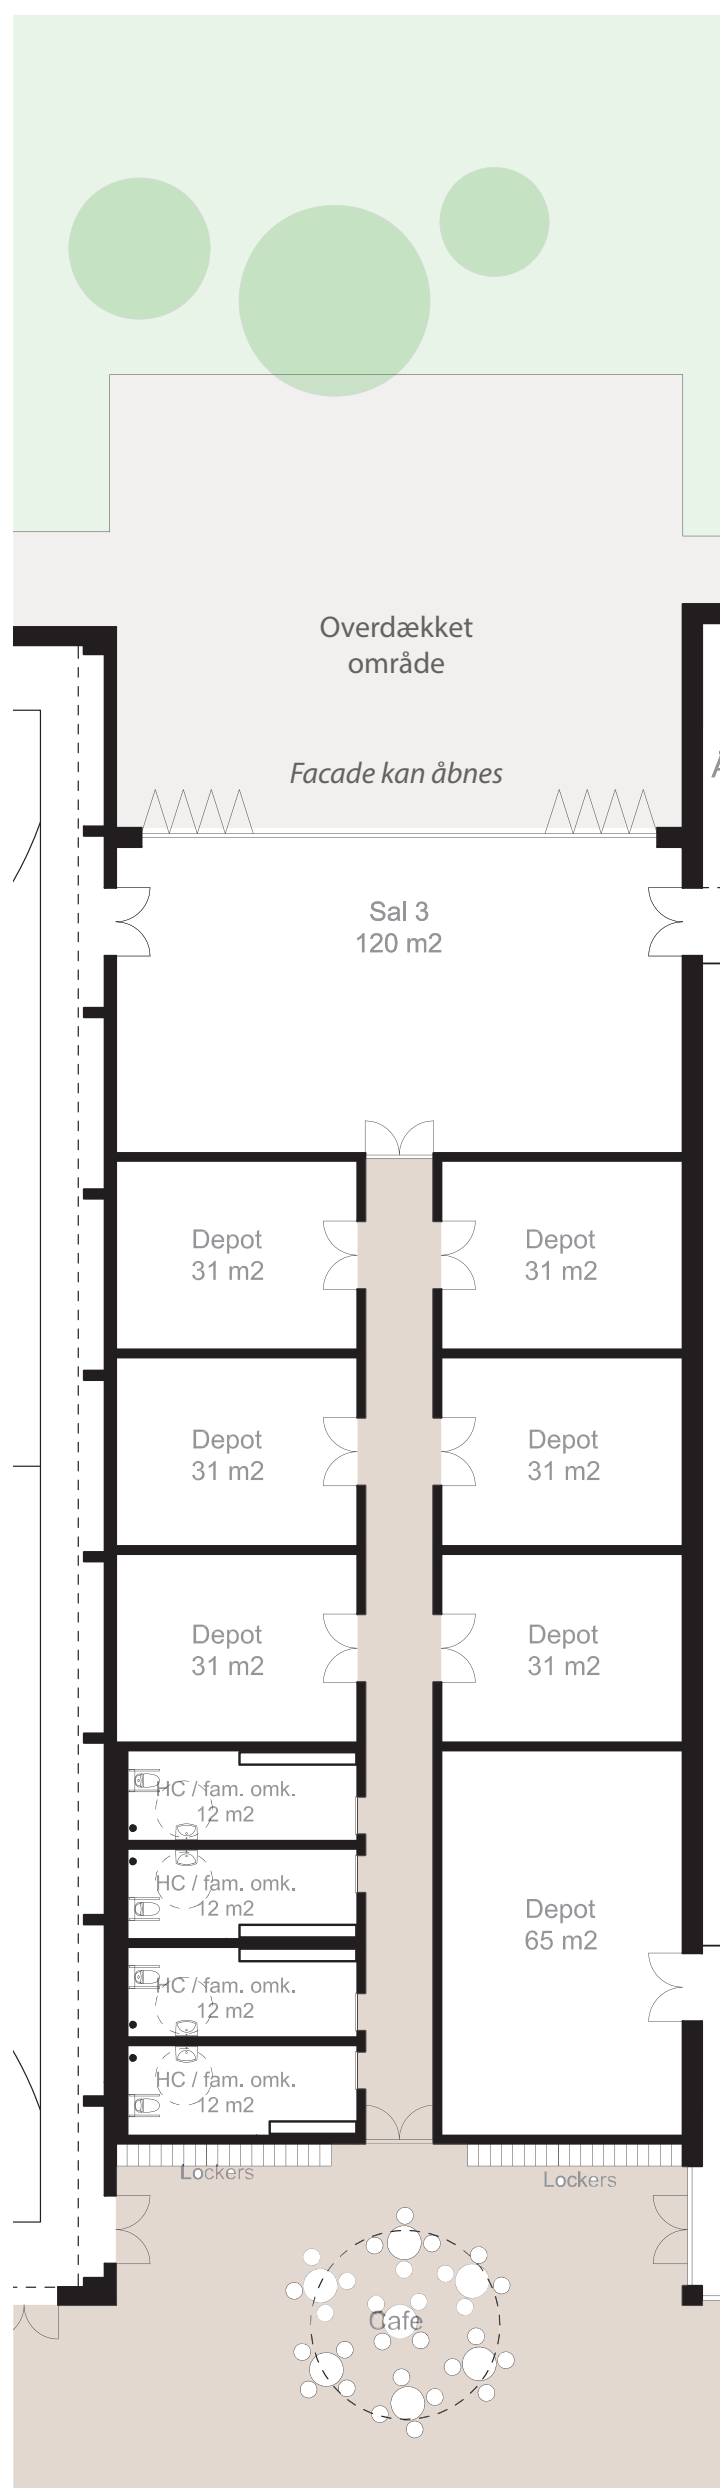 Overdækket
område
Facade kan åbnes
Sal 3
120 m2
Depot
31 m2
Depot
31 m2
Depot
31 m2
Depot
31 m2
Depot
31 m2
Depot
31 m2
HC / fam. omk.
12 m2
HC / fam. omk.
12 m2
Depot
65 m2
HC / fam. omk.
12 m2
HC / fam. omk.
12 m2
Lockers
Lockers
Cafe